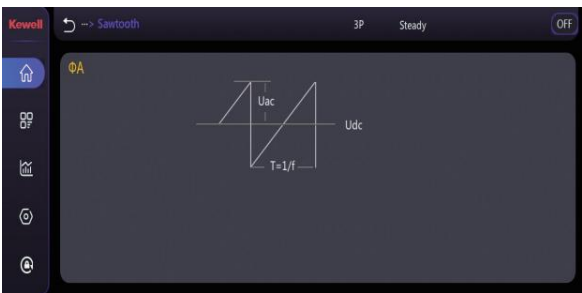 Kewell --> Sawtooth 3P Steady OFF
ΦA
Uac
Udc
T=1/f